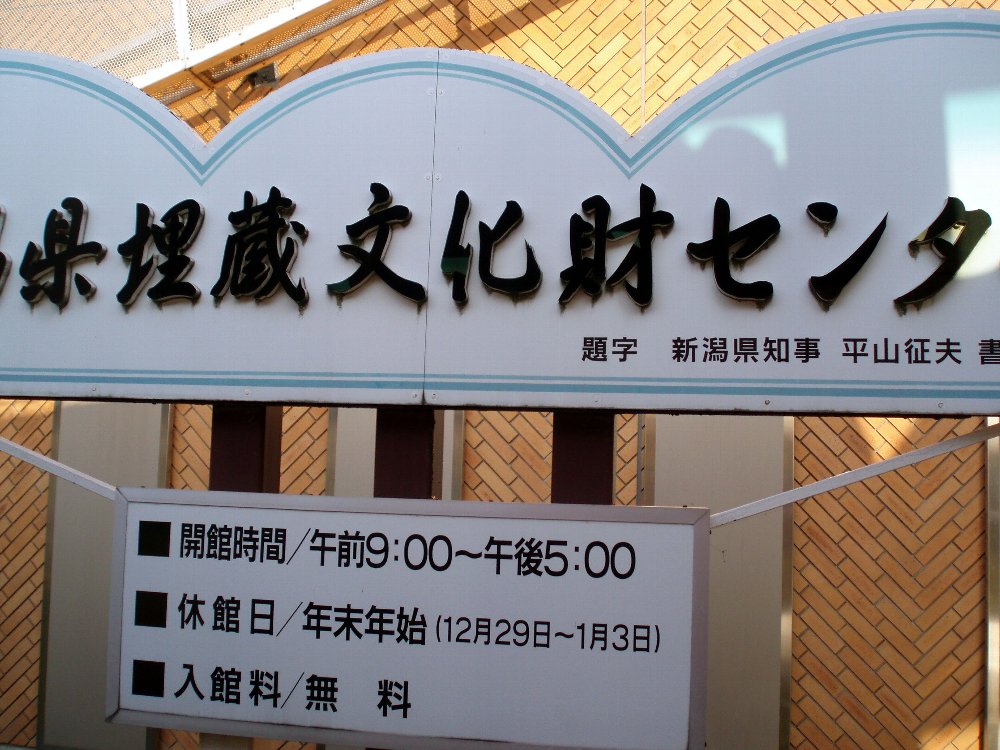 県埋蔵文化財センタ
題字 新潟県知事 平山征夫 書
■開館時間/午前9:00~午後5:00
■休館日/年末年始(12月29日~1月3日)
■入館料/無 料